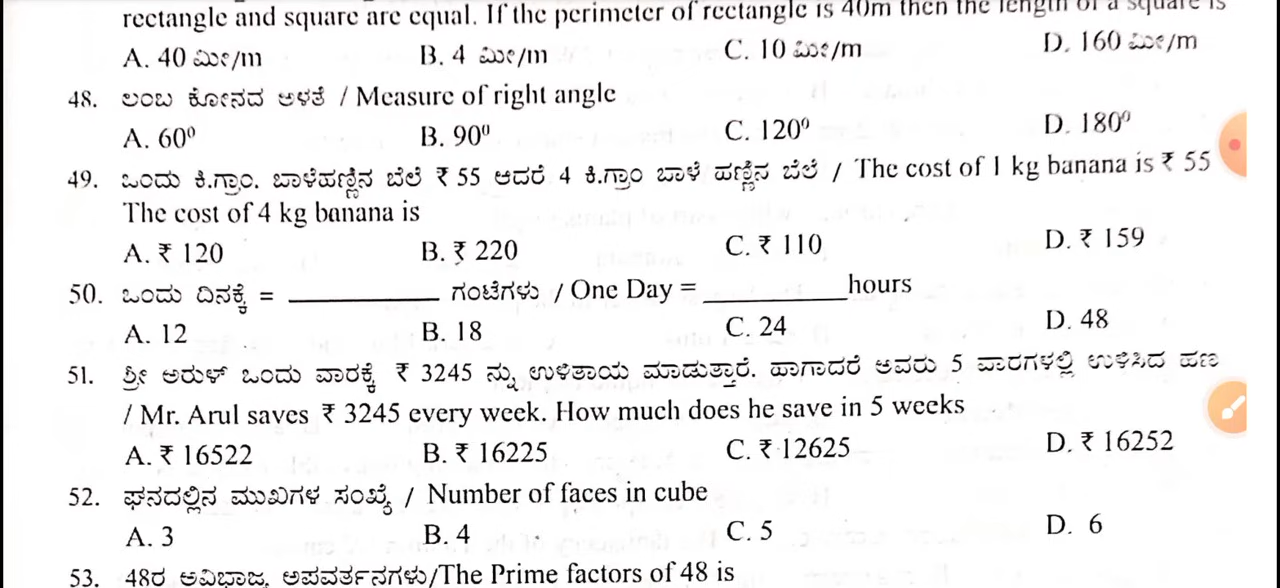 rectangle and square are equal. If the perimeter of rectangle is 40m then the length of a square is
A. 40 ಮೀ/m B. 4 ಮೀ/m C. 10 ಮೀ/m D. 160 ಮೀ/m
48. ಲಂಬ ಕೋನದ ಅಳತೆ / Measure of right angle
A. 60⁰ B. 90⁰ C. 120⁰ D. 180⁰
49. ಒಂದು ಕಿ.ಗ್ರಾಂ. ಬಾಳೆಹಣ್ಣಿನ ಬೆಲೆ ₹ 55 ಆದರೆ 4 ಕಿ.ಗ್ರಾಂ ಬಾಳೆ ಹಣ್ಣಿನ ಬೆಲೆ / The cost of 1 kg banana is ₹ 55
The cost of 4 kg banana is
A. ₹ 120 B. ₹ 220 C. ₹ 110 D. ₹ 159
50. ಒಂದು ದಿನಕ್ಕೆ = __________ ಗಂಟೆಗಳು / One Day = __________ hours
A. 12 B. 18 C. 24 D. 48
51. ಶ್ರೀ ಅರುಳ್ ಒಂದು ವಾರಕ್ಕೆ ₹ 3245 ನ್ನು ಉಳಿತಾಯ ಮಾಡುತ್ತಾರೆ. ಹಾಗಾದರೆ ಅವರು 5 ವಾರಗಳಲ್ಲಿ ಉಳಿಸಿದ ಹಣ
/ Mr. Arul saves ₹ 3245 every week. How much does he save in 5 weeks
A. ₹ 16522 B. ₹ 16225 C. ₹ 12625 D. ₹ 16252
52. ಘನದಲ್ಲಿನ ಮುಖಗಳ ಸಂಖ್ಯೆ / Number of faces in cube
A. 3 B. 4 C. 5 D. 6
53. 48ರ ಅವಿಭಾಜ್ಯ ಅಪವರ್ತನಗಳು/The Prime factors of 48 is